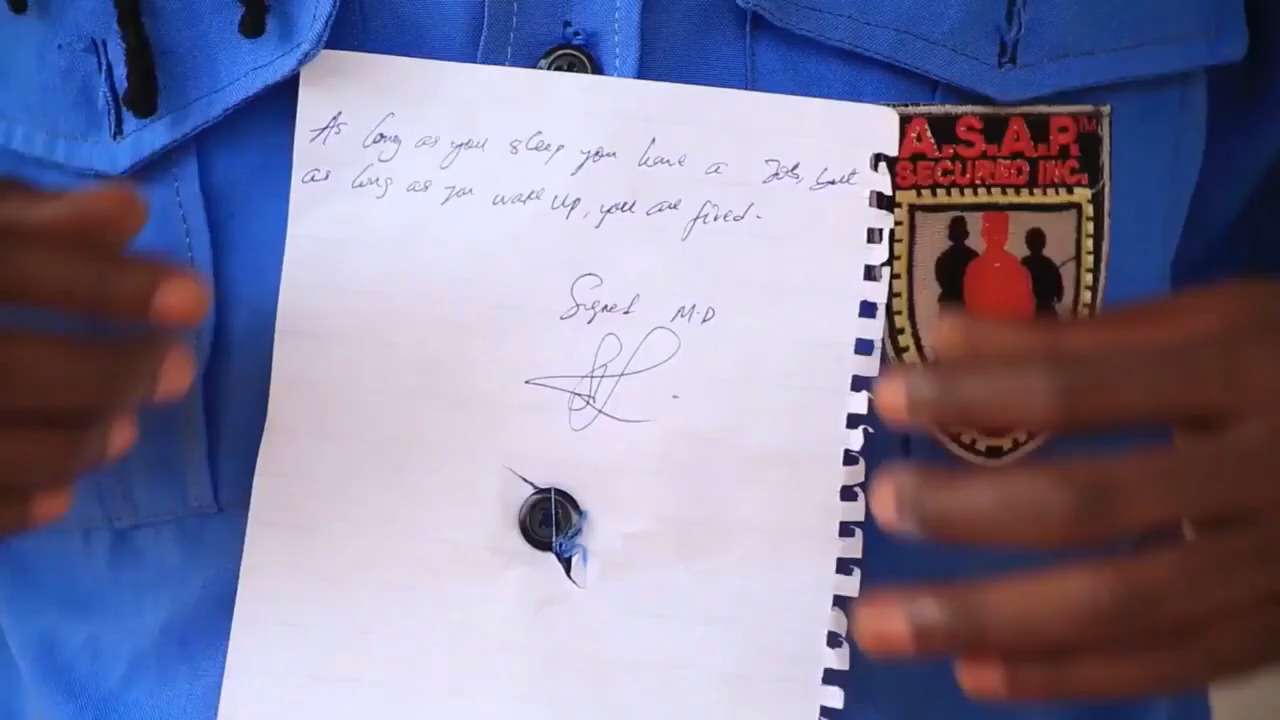 As long as you sleep you have a Job, but
as long as you wake up, you are fired.
Signed M.D
A.S.A.P™
SECURED INC.